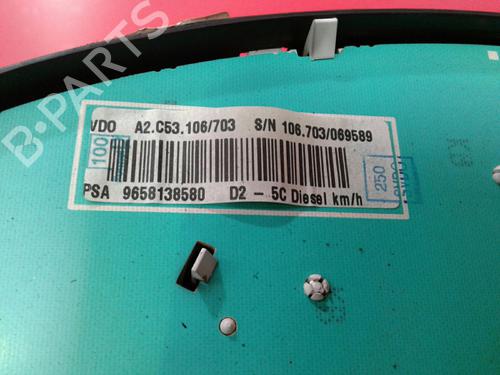 VDO A2.C53.106/703 S/N 106.703/069589
100
250
PSA 9658138580 D2 - 5C Diesel km/h
B-PARTS